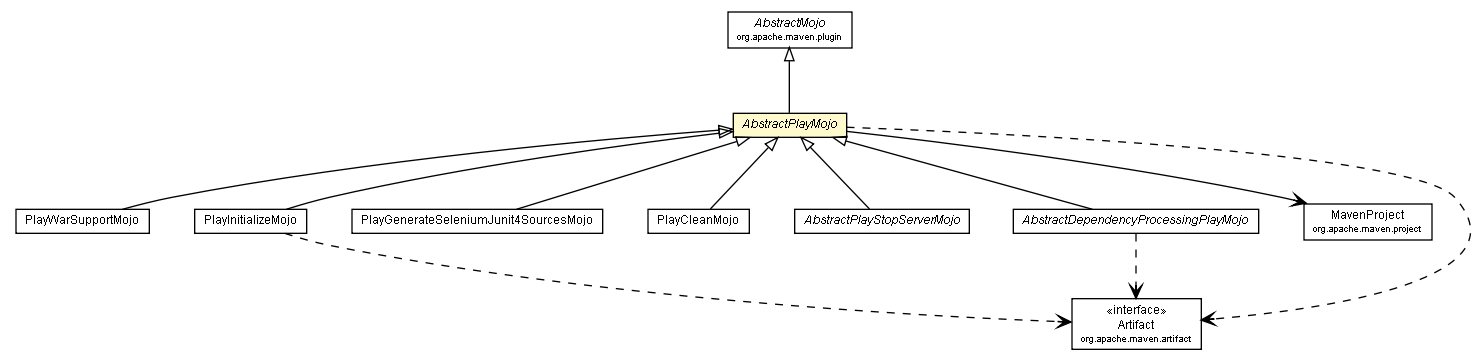 AbstractMojo
org.apache.maven.plugin
AbstractPlayMojo
PlayWarSupportMojo
PlayInitializeMojo
PlayGenerateSeleniumJunit4SourcesMojo
PlayCleanMojo
AbstractPlayStopServerMojo
AbstractDependencyProcessingPlayMojo
MavenProject
org.apache.maven.project
«interface»
Artifact
org.apache.maven.artifact